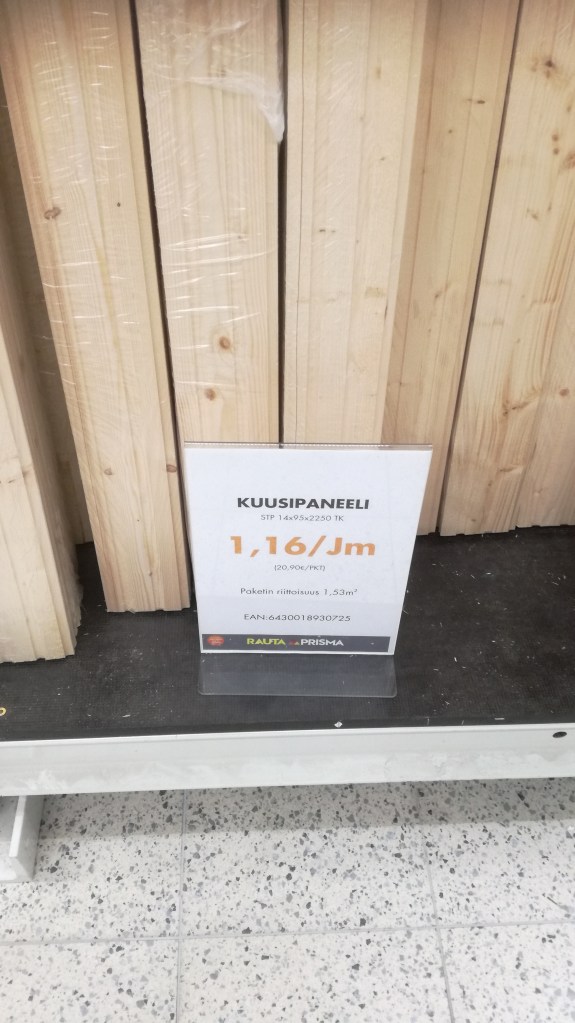 KUUSIPANEELI
STP 14x95x2250 TK
1,16/Jm
(20,90€/PKT)
Paketin riittoisuus 1,53m²
EAN:6430018930725
RAUTA PRISMA